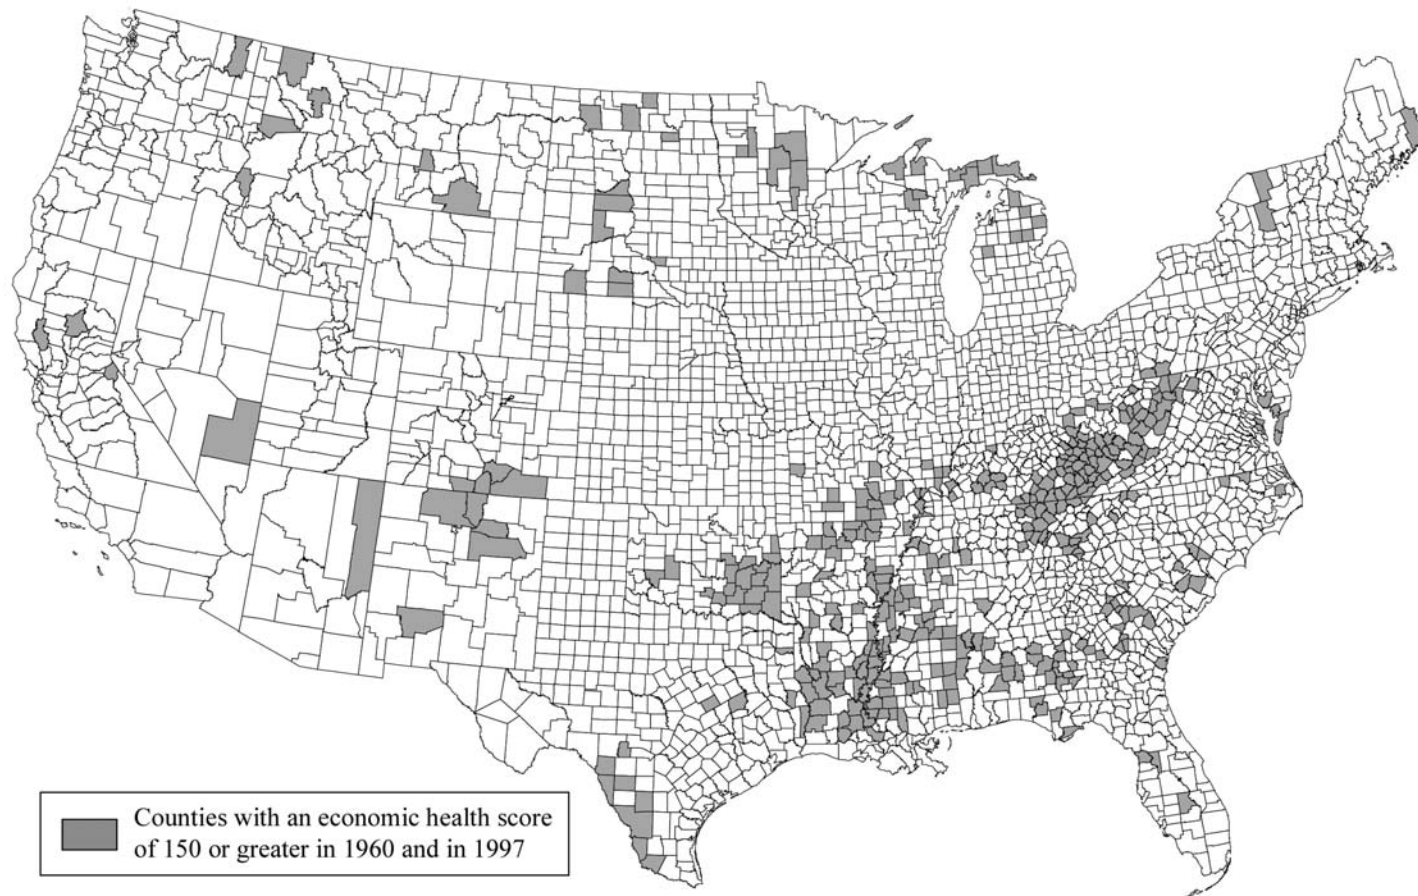 Counties with an economic health score
of 150 or greater in 1960 and in 1997